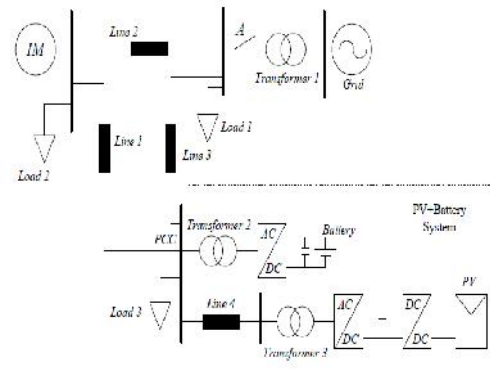 IM
Line 2
A
Transformer 1
Grid
Load 1
Line 1
Line 3
Load 2
PCC
Transformer 2
AC
DC
Battery
PV+Battery
System
Load 3
Line 4
Transformer 3
AC
DC
DC
DC
PV